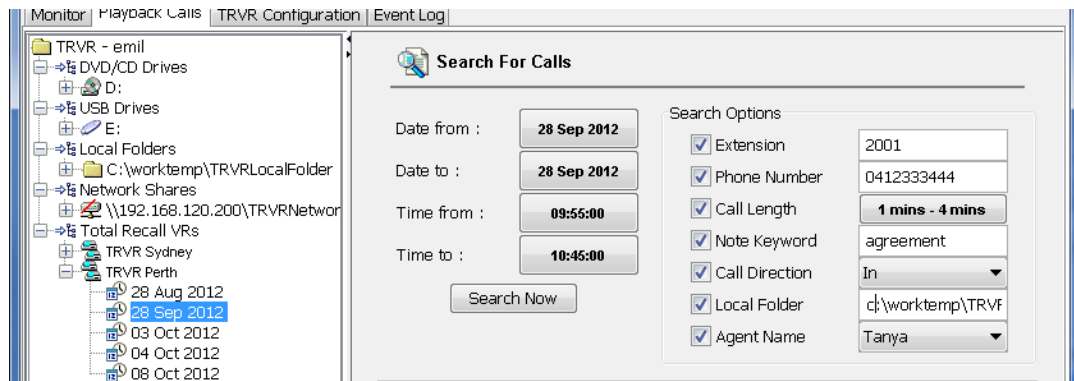 Monitor Playback Calls TRVR Configuration Event Log
TRVR - emil
DVD/CD Drives
D:
USB Drives
E:
Local Folders
C:\worktemp\TRVRLocalFolder
Network Shares
\\192.168.120.200\TRVRNetwor
Total Recall VRs
TRVR Sydney
TRVR Perth
28 Aug 2012
28 Sep 2012
03 Oct 2012
04 Oct 2012
08 Oct 2012
Search For Calls
Date from : 28 Sep 2012
Date to : 28 Sep 2012
Time from : 09:55:00
Time to : 10:45:00
Search Now
Search Options
Extension 2001
Phone Number 0412333444
Call Length 1 mins - 4 mins
Note Keyword agreement
Call Direction In
Local Folder c:\worktemp\TRVF
Agent Name Tanya